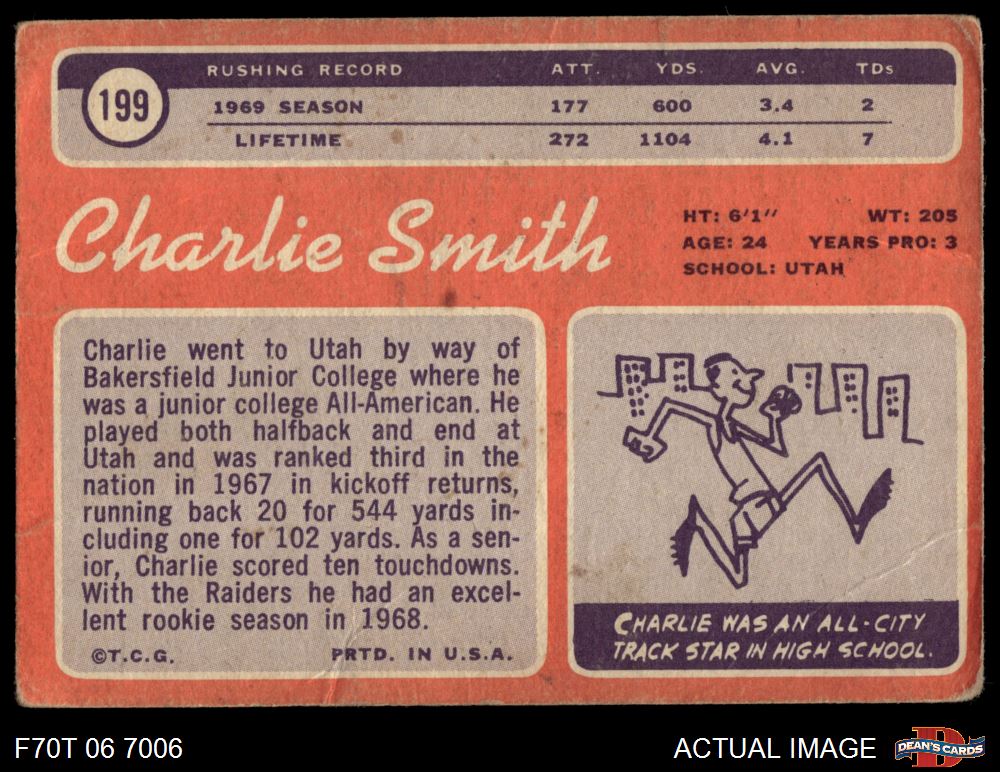 199
RUSHING RECORD ATT. YDS. AVG. TDs
1969 SEASON 177 600 3.4 2
LIFETIME 272 1104 4.1 7
Charlie Smith
HT: 6'1" WT: 205
AGE: 24 YEARS PRO: 3
SCHOOL: UTAH
Charlie went to Utah by way of
Bakersfield Junior College where he
was a junior college All-American. He
played both halfback and end at
Utah and was ranked third in the
nation in 1967 in kickoff returns,
running back 20 for 544 yards in-
cluding one for 102 yards. As a sen-
ior, Charlie scored ten touchdowns.
With the Raiders he had an excel-
lent rookie season in 1968.
©T.C.G. PRTD. IN U.S.A.
CHARLIE WAS AN ALL-CITY
TRACK STAR IN HIGH SCHOOL.
F70T 06 7006
ACTUAL IMAGE
DEAN'S CARDS